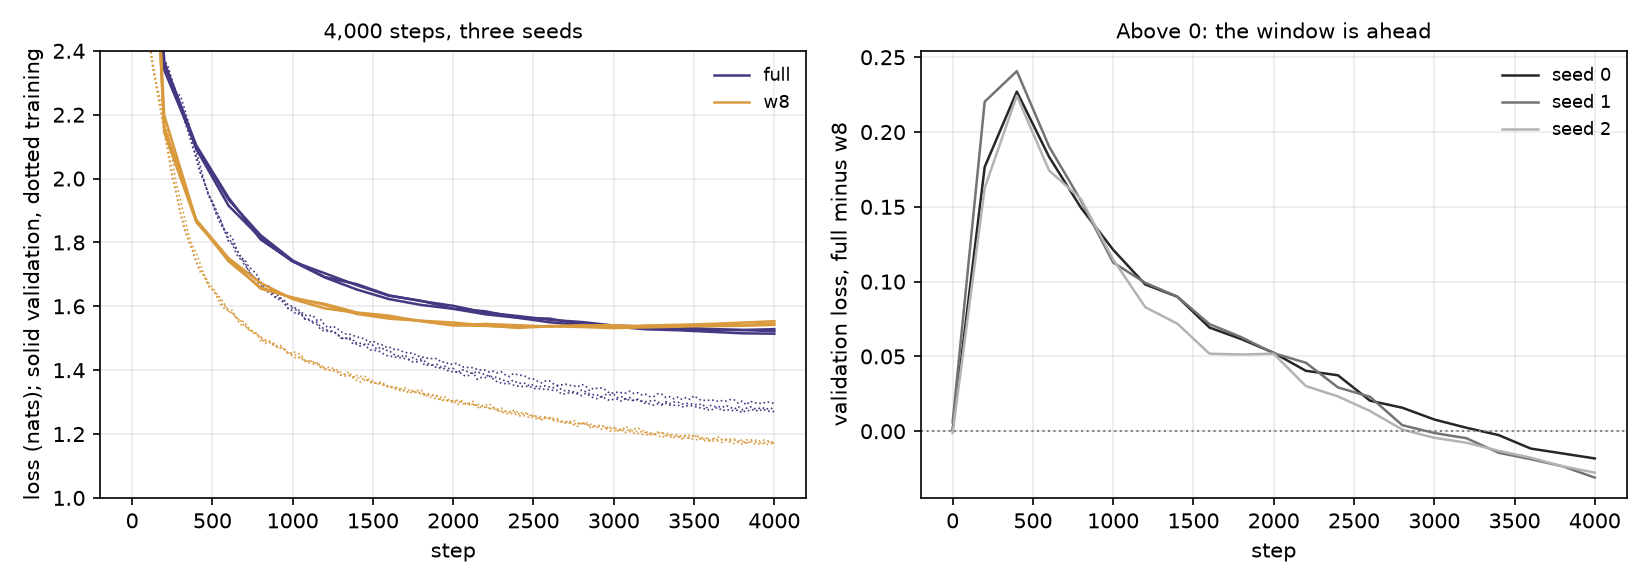 4,000 steps, three seeds
loss (nats); solid validation, dotted training
2.4
2.2
2.0
1.8
1.6
1.4
1.2
1.0
full
w8
0 500 1000 1500 2000 2500 3000 3500 4000
step
Above 0: the window is ahead
validation loss, full minus w8
0.25
0.20
0.15
0.10
0.05
0.00
seed 0
seed 1
seed 2
0 500 1000 1500 2000 2500 3000 3500 4000
step